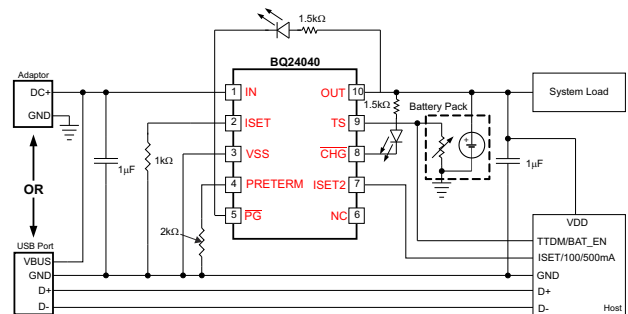 1.5kΩ
BQ24040
Adaptor
DC+
GND
OR
USB Port
VBUS
GND
D+
D-
1µF
1kΩ
2kΩ
1 IN
2 ISET
3 VSS
4 PRETERM
5 PG
OUT 10
TS 9
CHG 8
ISET2 7
NC 6
1.5kΩ
Battery Pack
+
1µF
System Load
VDD
TTDM/BAT_EN
ISET/100/500mA
GND
D+
D-
Host